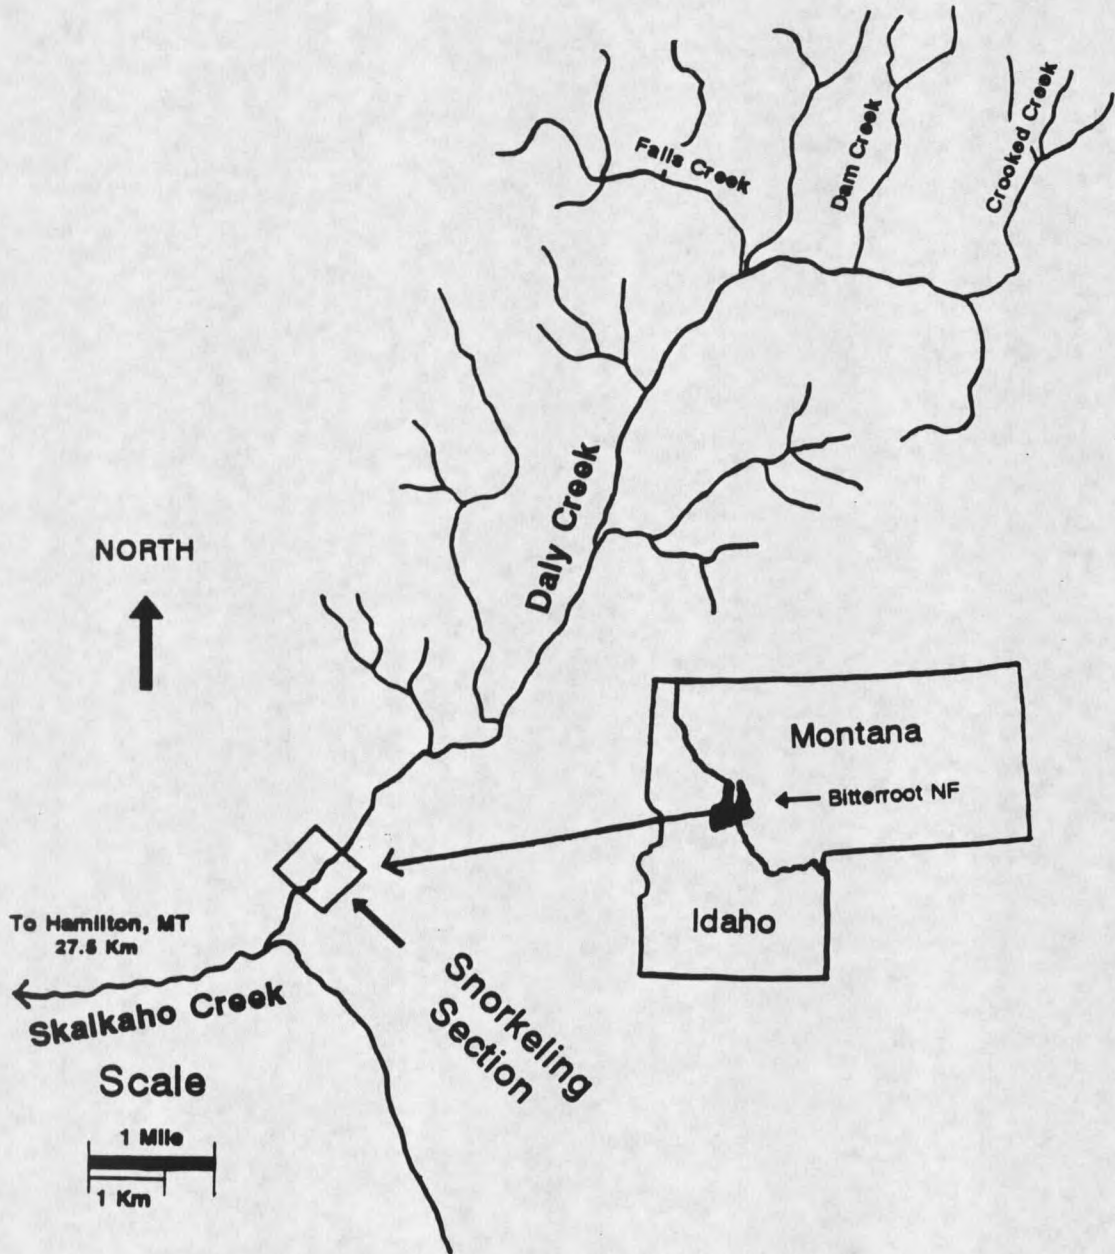 Falls Creek
Dam Creek
Crooked Creek
Daly Creek
NORTH
Montana
Bitterroot NF
Idaho
To Hamilton, MT
27.5 Km
Skalkaho Creek
Snorkeling
Section
Scale
1 Mile
1 Km